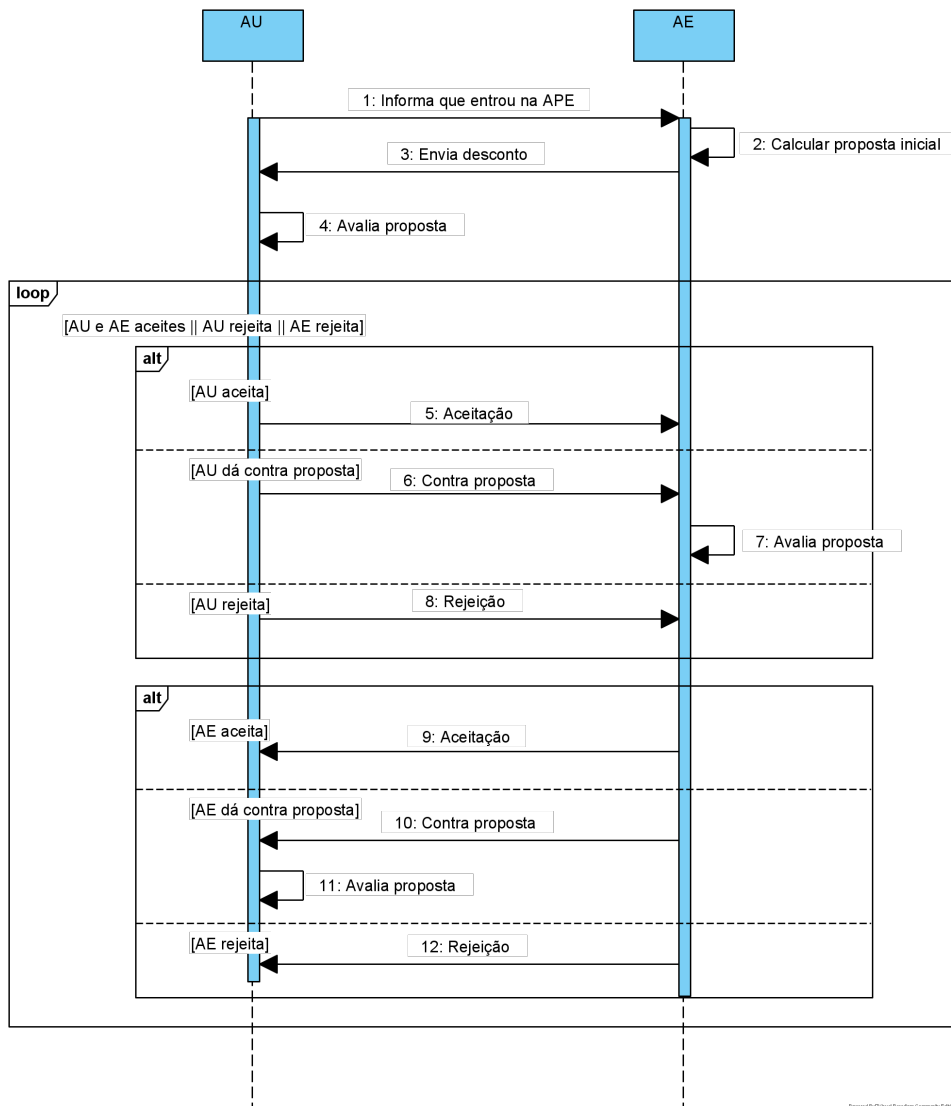 AU
AE
1: Informa que entrou na APE
2: Calcular proposta inicial
3: Envia desconto
4: Avalia proposta
loop
[AU e AE aceites || AU rejeita || AE rejeita]
alt
[AU aceita]
5: Aceitação
[AU dá contra proposta]
6: Contra proposta
7: Avalia proposta
[AU rejeita]
8: Rejeição
alt
[AE aceita]
9: Aceitação
[AE dá contra proposta]
10: Contra proposta
11: Avalia proposta
[AE rejeita]
12: Rejeição